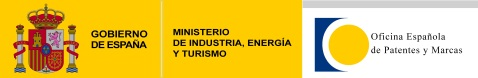 GOBIERNO
DE ESPAÑA
MINISTERIO
DE INDUSTRIA, ENERGÍA
Y TURISMO
Oficina Española
de Patentes y Marcas